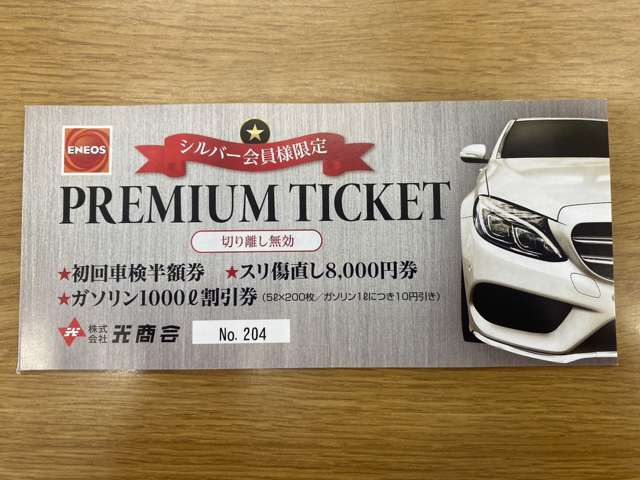 ENEOS
シルバー会員様限定
PREMIUM TICKET
切り離し無効
★初回車検半額券 ★スリ傷直し8,000円券
★ガソリン1000ℓ割引券(5ℓ×200枚/ガソリン1ℓにつき10円引き)
株式会社 光商会 No. 204